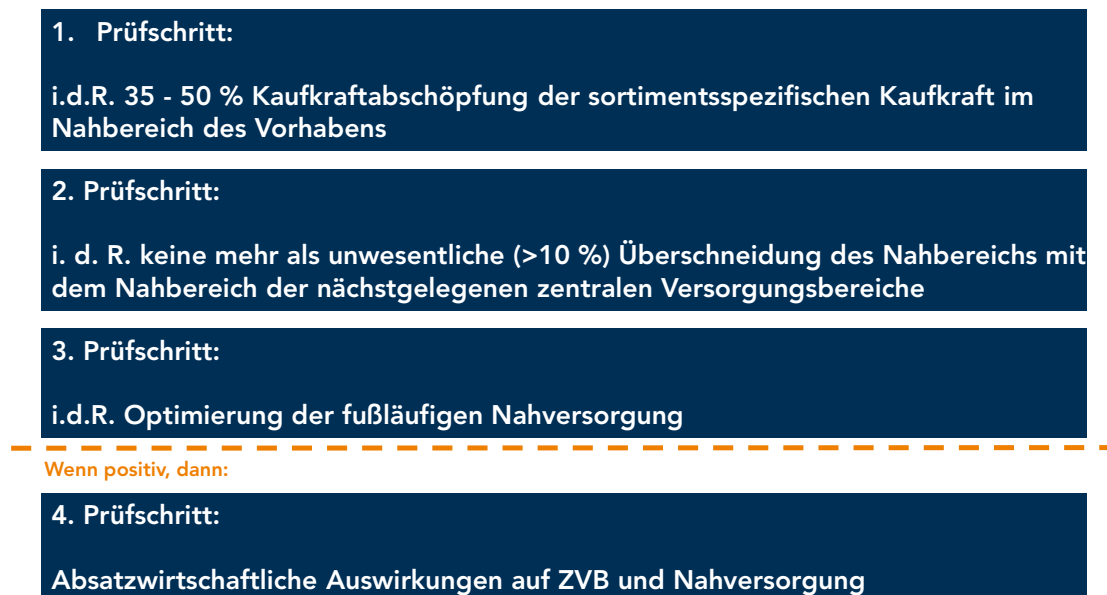 1. Prüfschritt:
i.d.R. 35 - 50 % Kaufkraftabschöpfung der sortimentsspezifischen Kaufkraft im
Nahbereich des Vorhabens
2. Prüfschritt:
i. d. R. keine mehr als unwesentliche (>10 %) Überschneidung des Nahbereichs mit
dem Nahbereich der nächstgelegenen zentralen Versorgungsbereiche
3. Prüfschritt:
i.d.R. Optimierung der fußläufigen Nahversorgung
Wenn positiv, dann:
4. Prüfschritt:
Absatzwirtschaftliche Auswirkungen auf ZVB und Nahversorgung